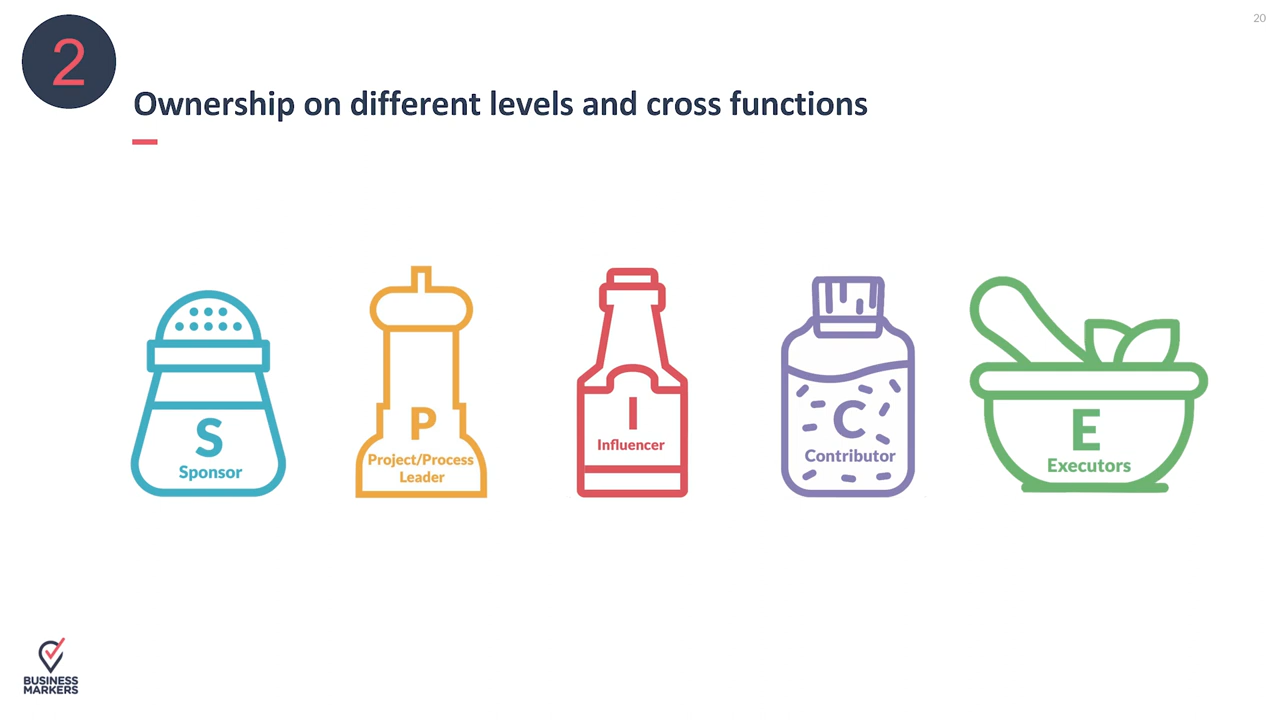 20
2
Ownership on different levels and cross functions
S
Sponsor
P
Project/Process
Leader
I
Influencer
C
Contributor
E
Executors
BUSINESS
MARKERS